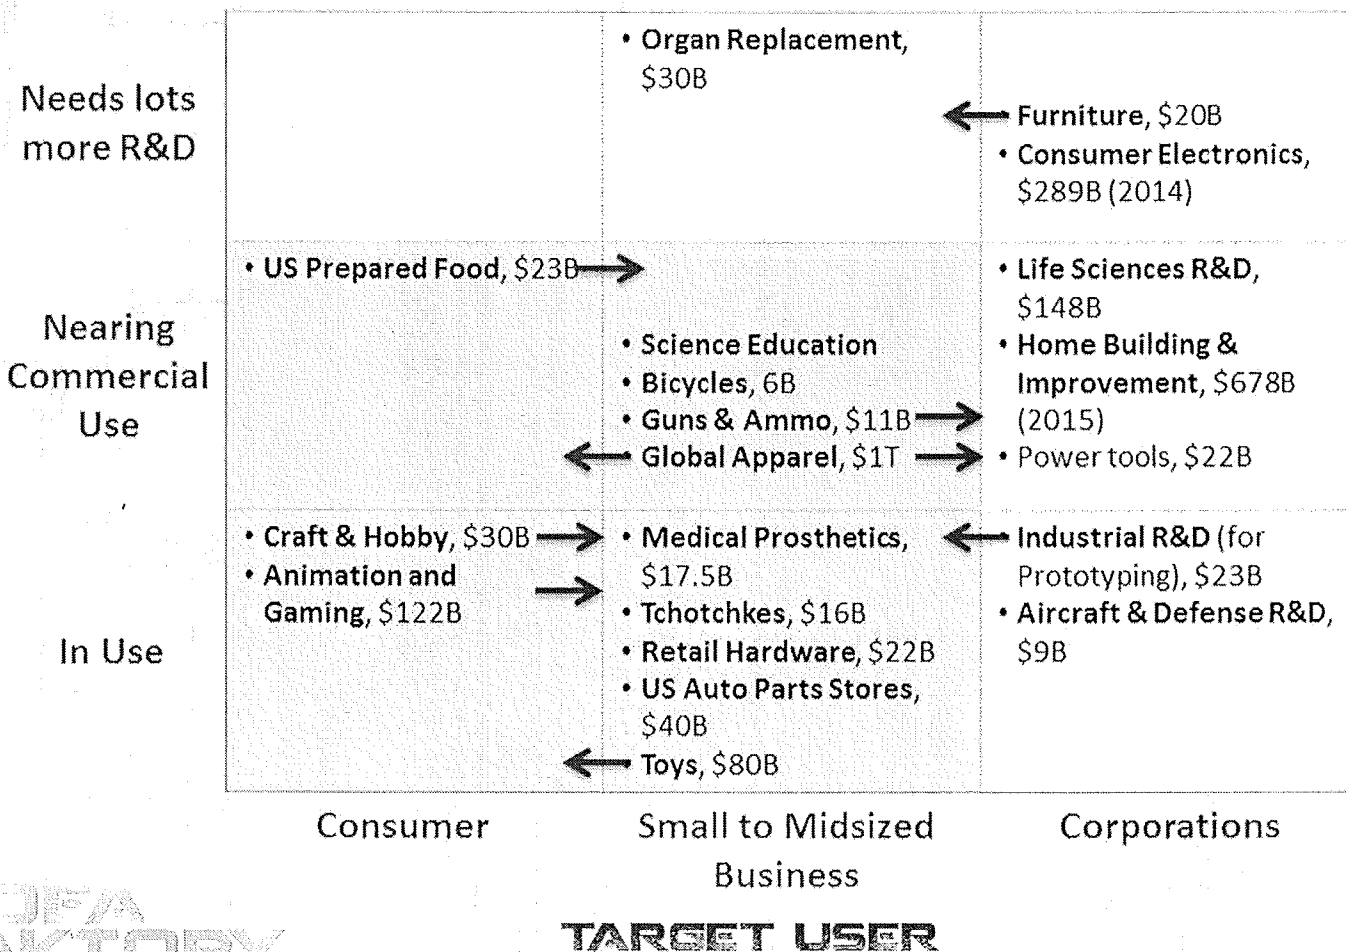 Needs lots
more R&D
• Organ Replacement,
$30B
• Furniture, $20B
• Consumer Electronics,
$289B (2014)
Nearing
Commercial
Use
• US Prepared Food, $23B
• Science Education
• Bicycles, 6B
• Guns & Ammo, $11B
• Global Apparel, $1T
• Life Sciences R&D,
$148B
• Home Building &
Improvement, $678B
(2015)
• Power tools, $22B
In Use
• Craft & Hobby, $30B
• Animation and
Gaming, $122B
• Medical Prosthetics,
$17.5B
• Tchotchkes, $16B
• Retail Hardware, $22B
• US Auto Parts Stores,
$40B
• Toys, $80B
• Industrial R&D (for
Prototyping), $23B
• Aircraft & Defense R&D,
$9B
Consumer
Small to Midsized
Business
Corporations
TARGET USER